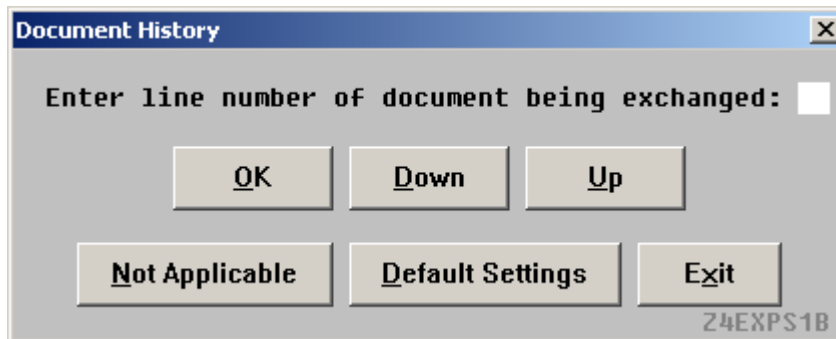 Document History
Enter line number of document being exchanged:
OK Down Up
Not Applicable Default Settings Exit
Z4EXPS1B